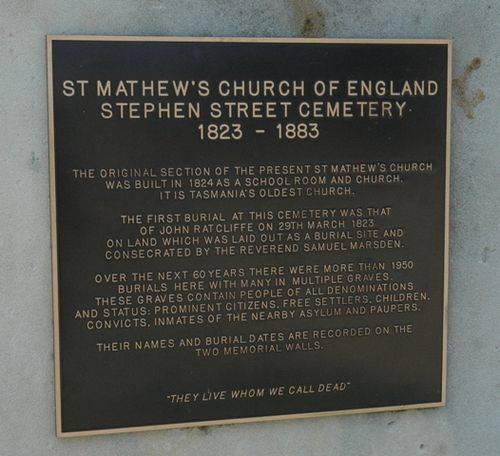 ST MATHEW'S CHURCH OF ENGLAND
STEPHEN STREET CEMETERY
1823 - 1883
THE ORIGINAL SECTION OF THE PRESENT ST MATHEW'S CHURCH
WAS BUILT IN 1824 AS A SCHOOL ROOM AND CHURCH.
IT IS TASMANIA'S OLDEST CHURCH.
THE FIRST BURIAL AT THIS CEMETERY WAS THAT
OF JOHN RATCLIFFE ON 29TH MARCH 1823
ON LAND WHICH WAS LAID OUT AS A BURIAL SITE AND
CONSECRATED BY THE REVEREND SAMUEL MARSDEN.
OVER THE NEXT 60 YEARS THERE WERE MORE THAN 1950
BURIALS HERE WITH MANY IN MULTIPLE GRAVES.
THESE GRAVES CONTAIN PEOPLE OF ALL DENOMINATIONS
AND STATUS: PROMINENT CITIZENS, FREE SETTLERS, CHILDREN,
CONVICTS, INMATES OF THE NEARBY ASYLUM AND PAUPERS.
THEIR NAMES AND BURIAL DATES ARE RECORDED ON THE
TWO MEMORIAL WALLS.
"THEY LIVE WHOM WE CALL DEAD"